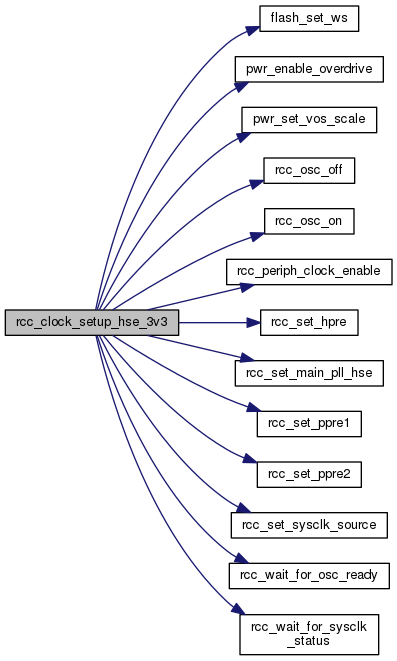 flash_set_ws
pwr_enable_overdrive
pwr_set_vos_scale
rcc_osc_off
rcc_osc_on
rcc_periph_clock_enable
rcc_clock_setup_hse_3v3
rcc_set_hpre
rcc_set_main_pll_hse
rcc_set_ppre1
rcc_set_ppre2
rcc_set_sysclk_source
rcc_wait_for_osc_ready
rcc_wait_for_sysclk
_status